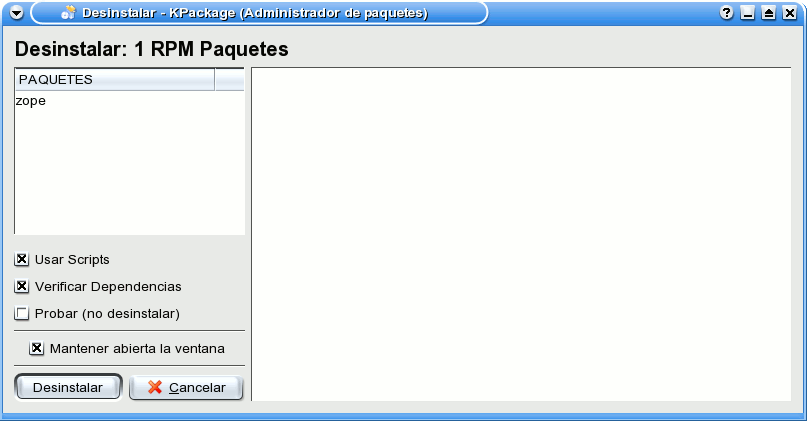 Desinstalar - KPackage (Administrador de paquetes)
Desinstalar: 1 RPM Paquetes
PAQUETES
zope
Usar Scripts
Verificar Dependencias
Probar (no desinstalar)
Mantener abierta la ventana
Desinstalar
Cancelar